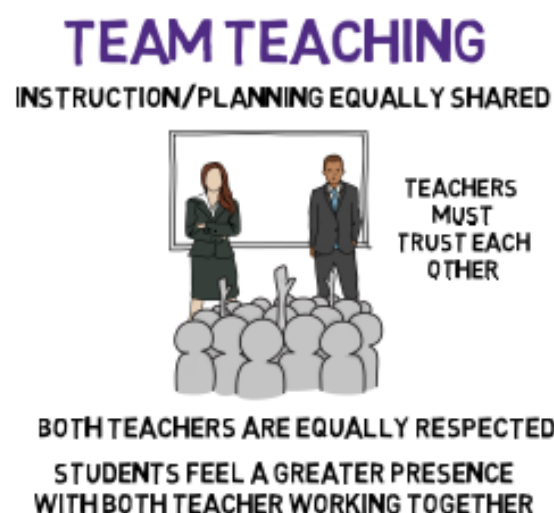 TEAM TEACHING
INSTRUCTION/PLANNING EQUALLY SHARED
TEACHERS
MUST
TRUST EACH
OTHER
BOTH TEACHERS ARE EQUALLY RESPECTED
STUDENTS FEEL A GREATER PRESENCE
WITH BOTH TEACHER WORKING TOGETHER